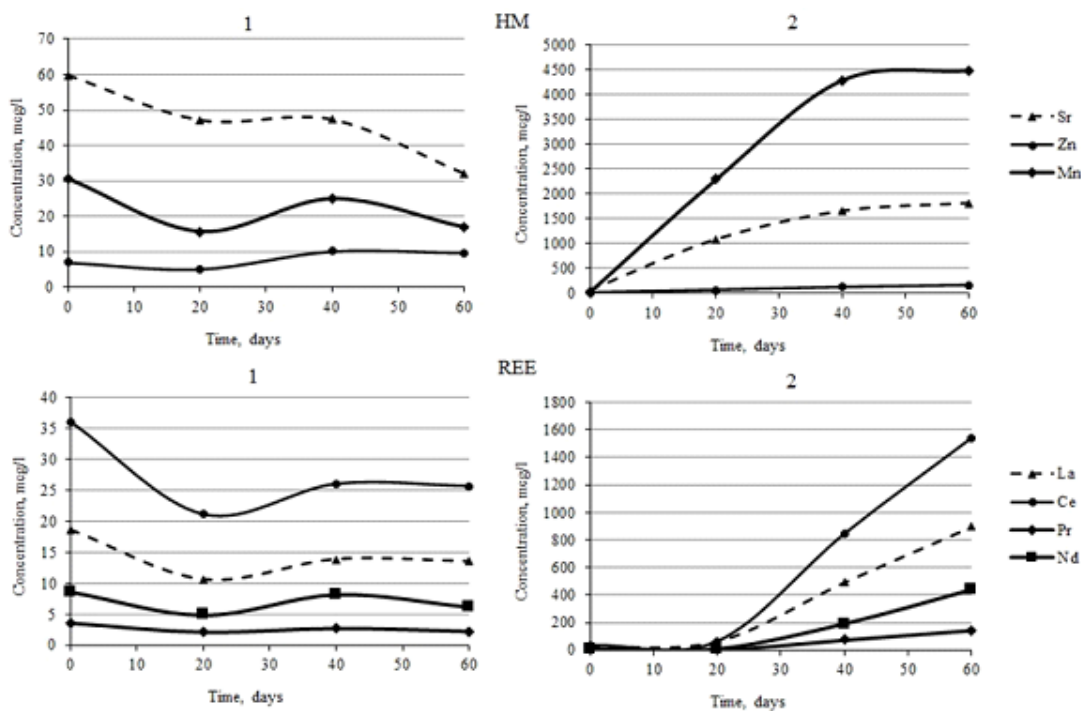 HM
1
70
60
50
40
30
20
10
0
Concentration, mcg/l
0 10 20 30 40 50 60
Time, days
2
5000
4500
4000
3500
3000
2500
2000
1500
1000
500
0
Concentration, mcg/l
0 10 20 30 40 50 60
Time, days
Sr
Zn
Mn
REE
1
40
35
30
25
20
15
10
5
0
Concentration, mcg/l
0 10 20 30 40 50 60
Time, days
2
1800
1600
1400
1200
1000
800
600
400
200
0
Concentration, mcg/l
0 10 20 30 40 50 60
Time, days
La
Ce
Pr
Nd